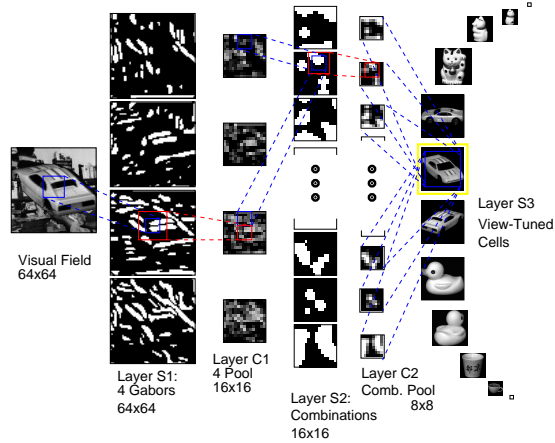 Visual Field
64x64
Layer S1:
4 Gabors
64x64
Layer C1
4 Pool
16x16
Layer S2:
Combinations
16x16
Layer C2
Comb. Pool
8x8
Layer S3
View-Tuned
Cells